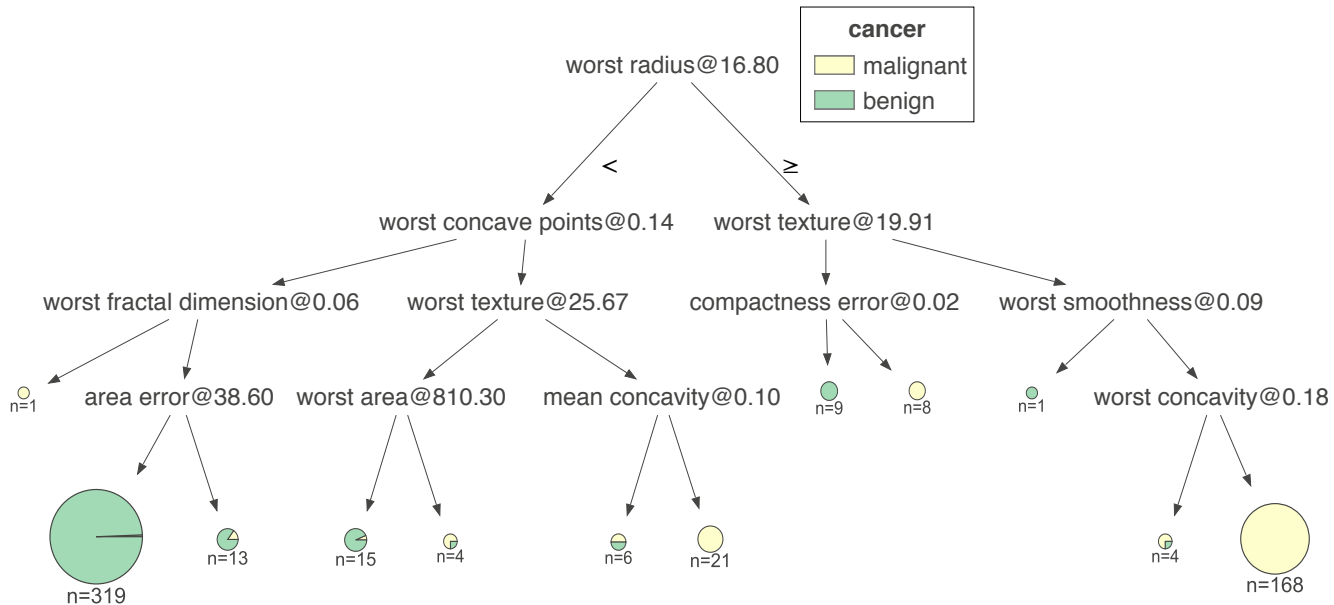 cancer
malignant
benign
worst radius@16.80
<
≥
worst concave points@0.14
worst texture@19.91
worst fractal dimension@0.06
worst texture@25.67
compactness error@0.02
worst smoothness@0.09
n=1
area error@38.60
worst area@810.30
mean concavity@0.10
n=9
n=8
n=1
worst concavity@0.18
n=319
n=13
n=15
n=4
n=6
n=21
n=4
n=168